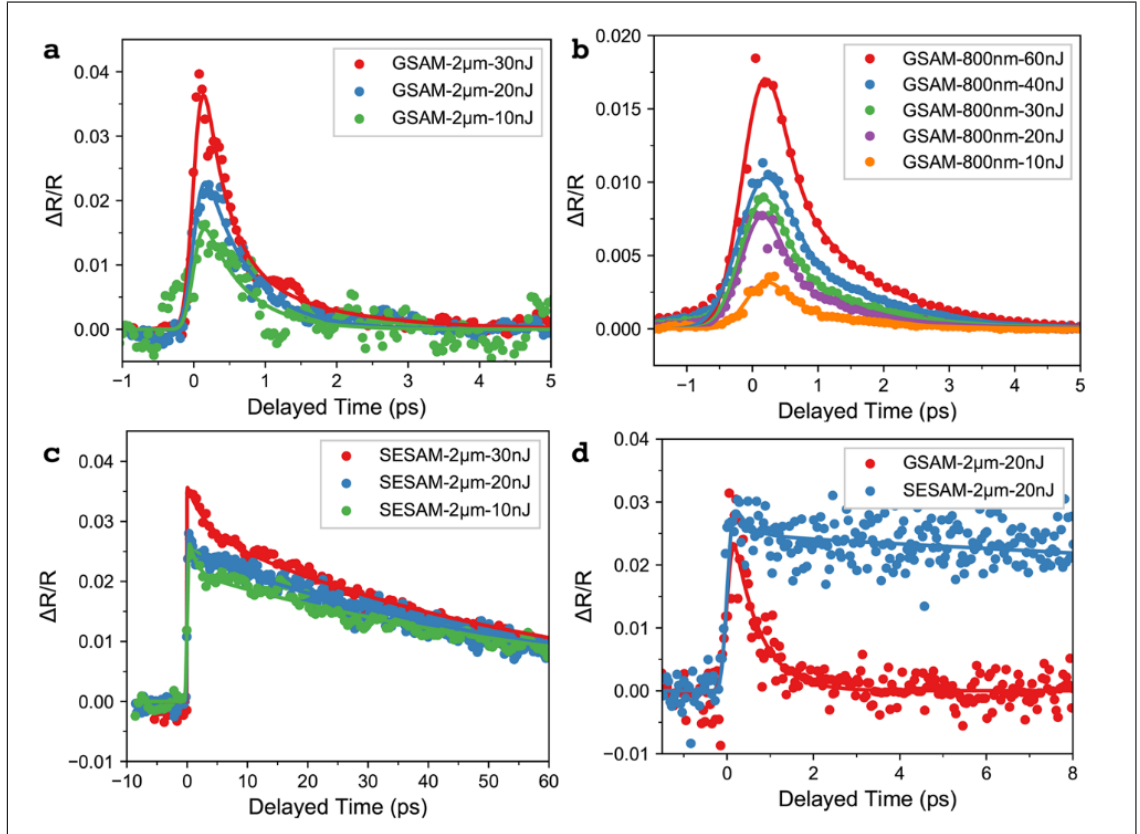 a
GSAM-2μm-30nJ
GSAM-2μm-20nJ
GSAM-2μm-10nJ
0.04
0.03
0.02
0.01
0.00
ΔR/R
−1 0 1 2 3 4 5
Delayed Time (ps)
b
GSAM-800nm-60nJ
GSAM-800nm-40nJ
GSAM-800nm-30nJ
GSAM-800nm-20nJ
GSAM-800nm-10nJ
0.020
0.015
0.010
0.005
0.000
ΔR/R
−1 0 1 2 3 4 5
Delayed Time (ps)
c
SESAM-2μm-30nJ
SESAM-2μm-20nJ
SESAM-2μm-10nJ
0.04
0.03
0.02
0.01
0.00
−0.01
ΔR/R
−10 0 10 20 30 40 50 60
Delayed Time (ps)
d
GSAM-2μm-20nJ
SESAM-2μm-20nJ
0.04
0.03
0.02
0.01
0.00
−0.01
ΔR/R
0 2 4 6 8
Delayed Time (ps)